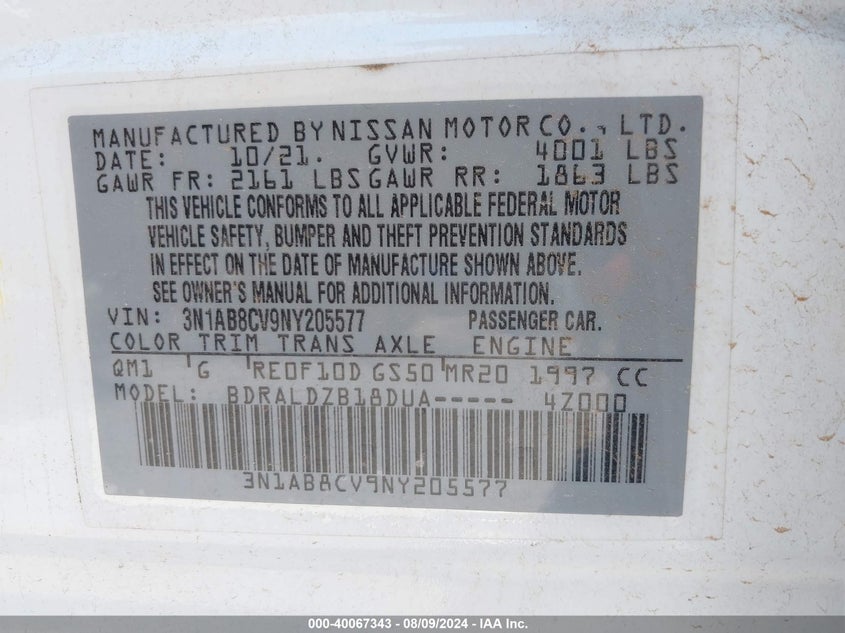 MANUFACTURED BY NISSAN MOTOR CO., LTD.
DATE: 10/21. GVWR: 4001 LBS
GAWR FR: 2161 LBS GAWR RR: 1863 LBS
THIS VEHICLE CONFORMS TO ALL APPLICABLE FEDERAL MOTOR
VEHICLE SAFETY, BUMPER AND THEFT PREVENTION STANDARDS
IN EFFECT ON THE DATE OF MANUFACTURE SHOWN ABOVE.
SEE OWNER'S MANUAL FOR ADDITIONAL INFORMATION.
VIN: 3N1AB8CV9NY205577 PASSENGER CAR.
COLOR TRIM TRANS AXLE ENGINE
QM1 G RE0F10D GS50 MR20 1997 CC
MODEL: BDRALDZB18DUA----- 4Z000
3N1AB8CV9NY205577
000-40067343 - 08/09/2024 - IAA Inc.